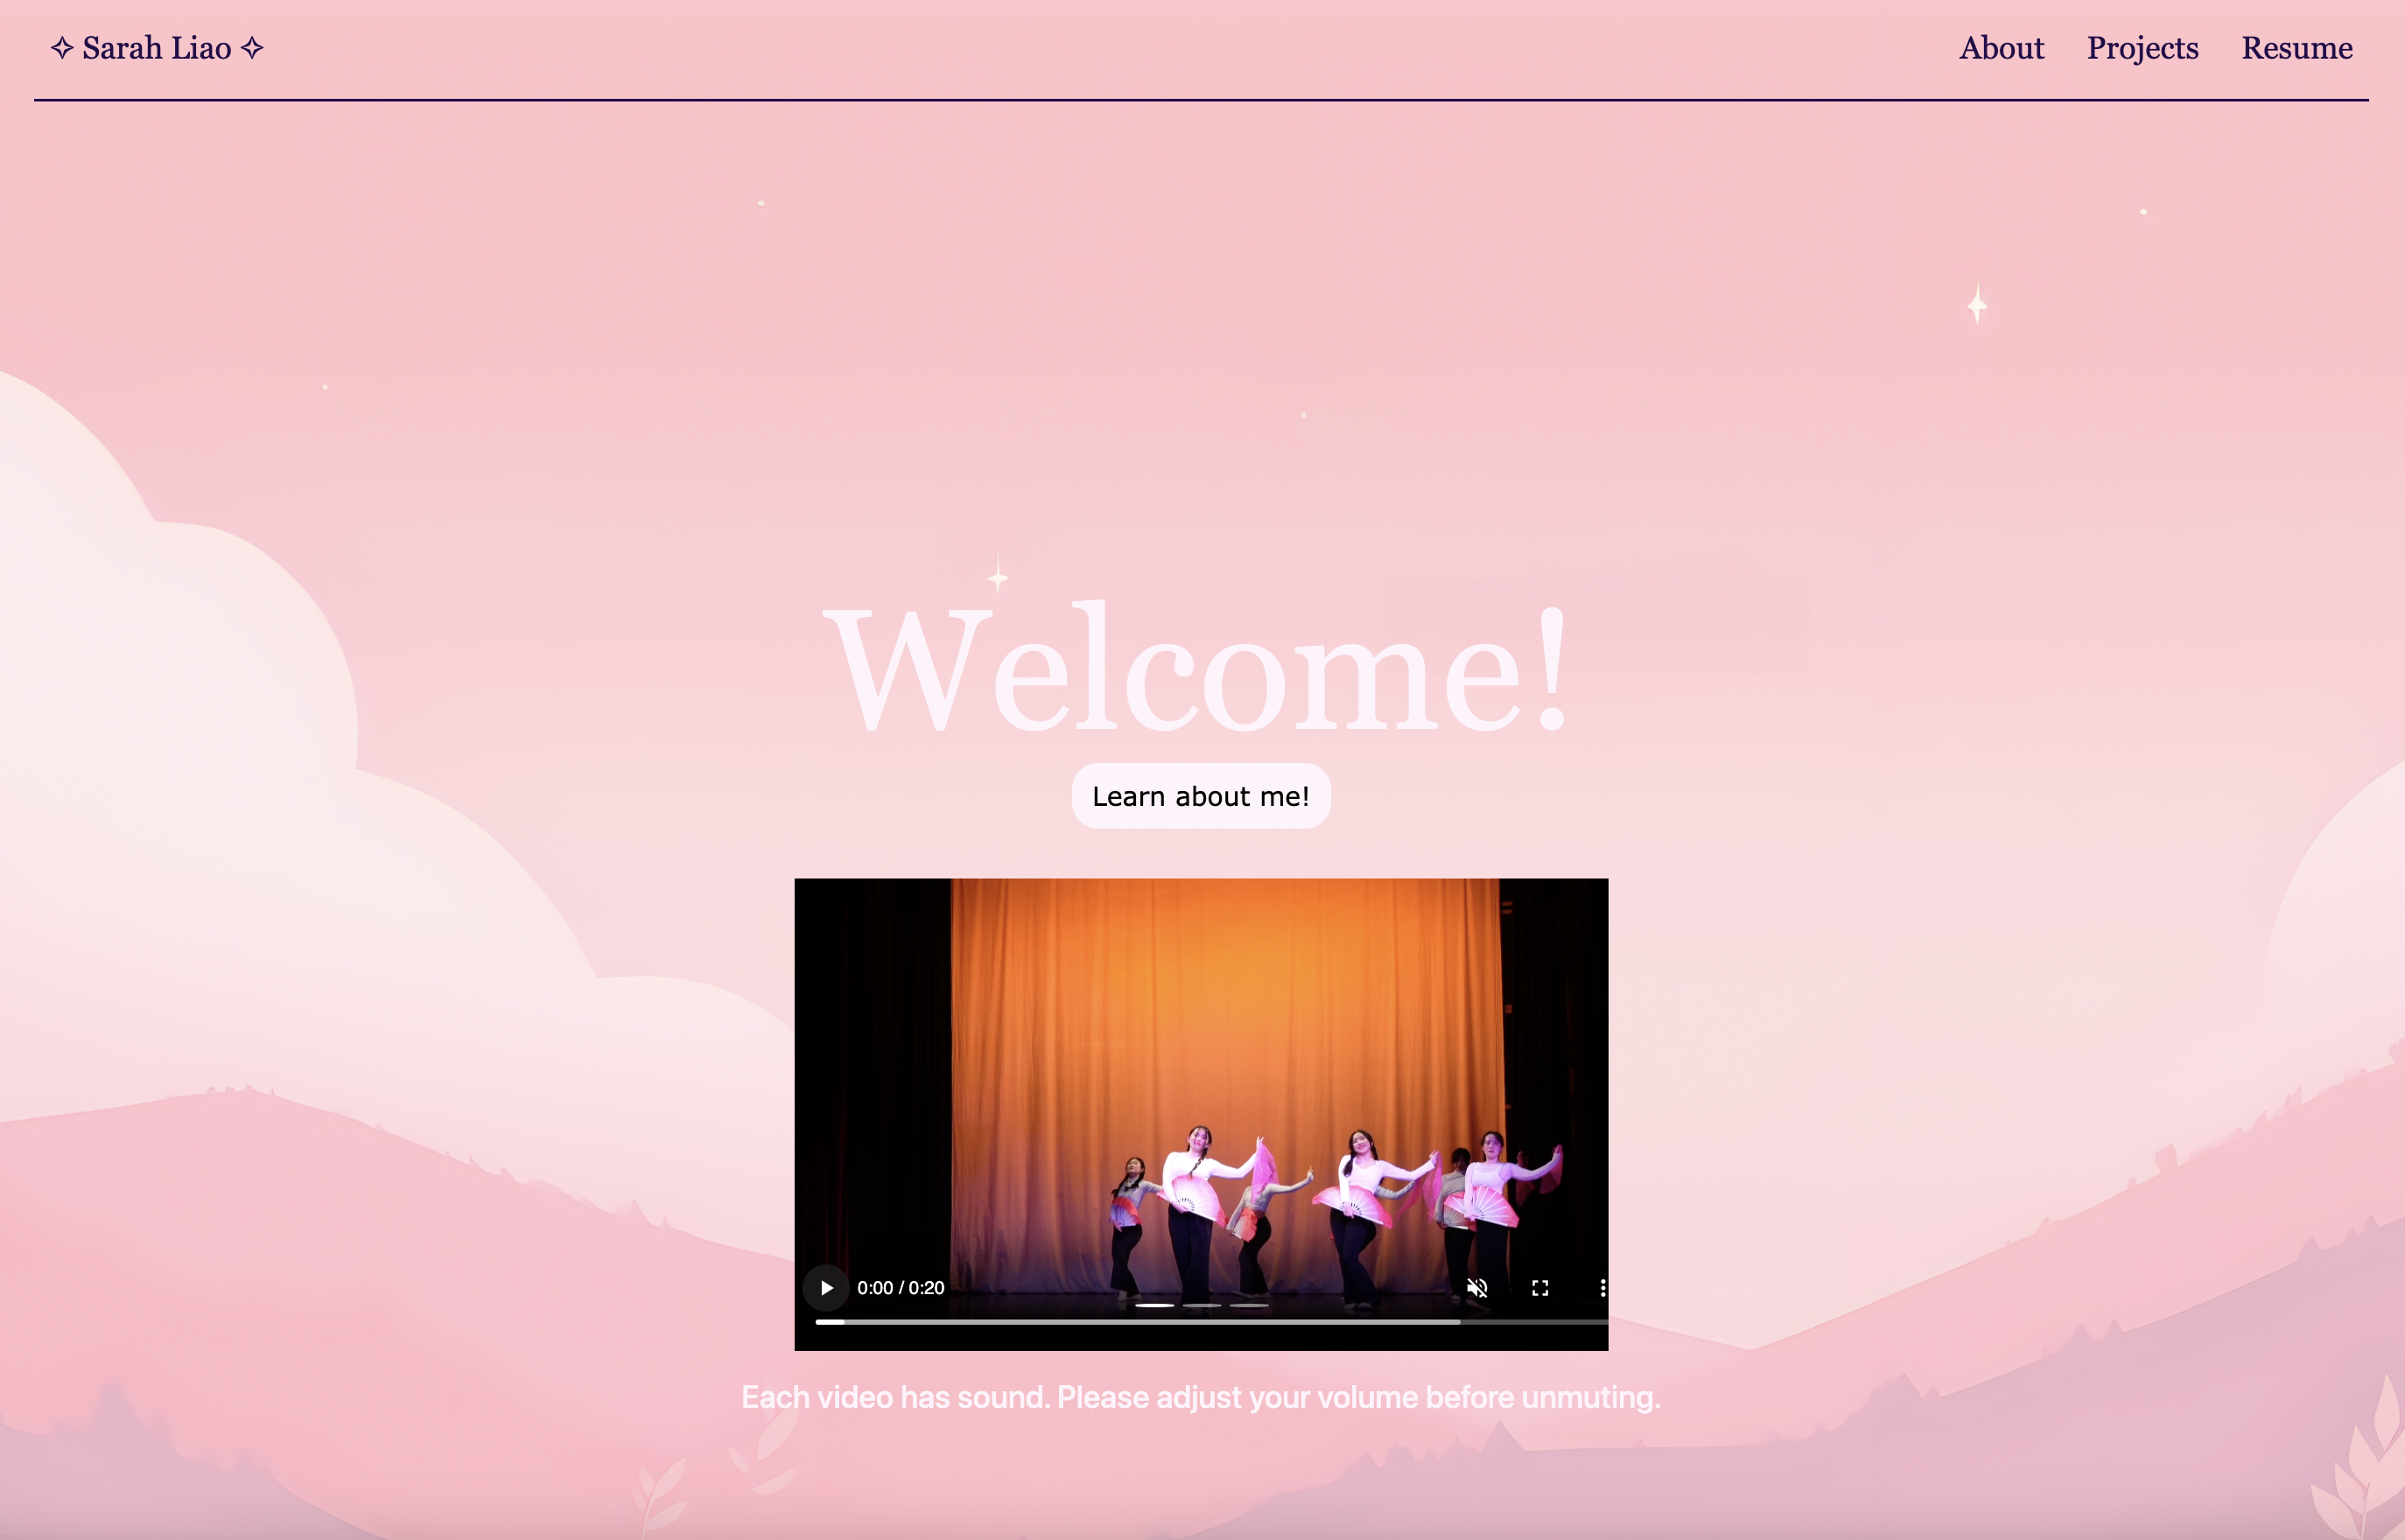 ✧ Sarah Liao ✧
About Projects Resume
Welcome!
Learn about me!
0:00 / 0:20
Each video has sound. Please adjust your volume before unmuting.